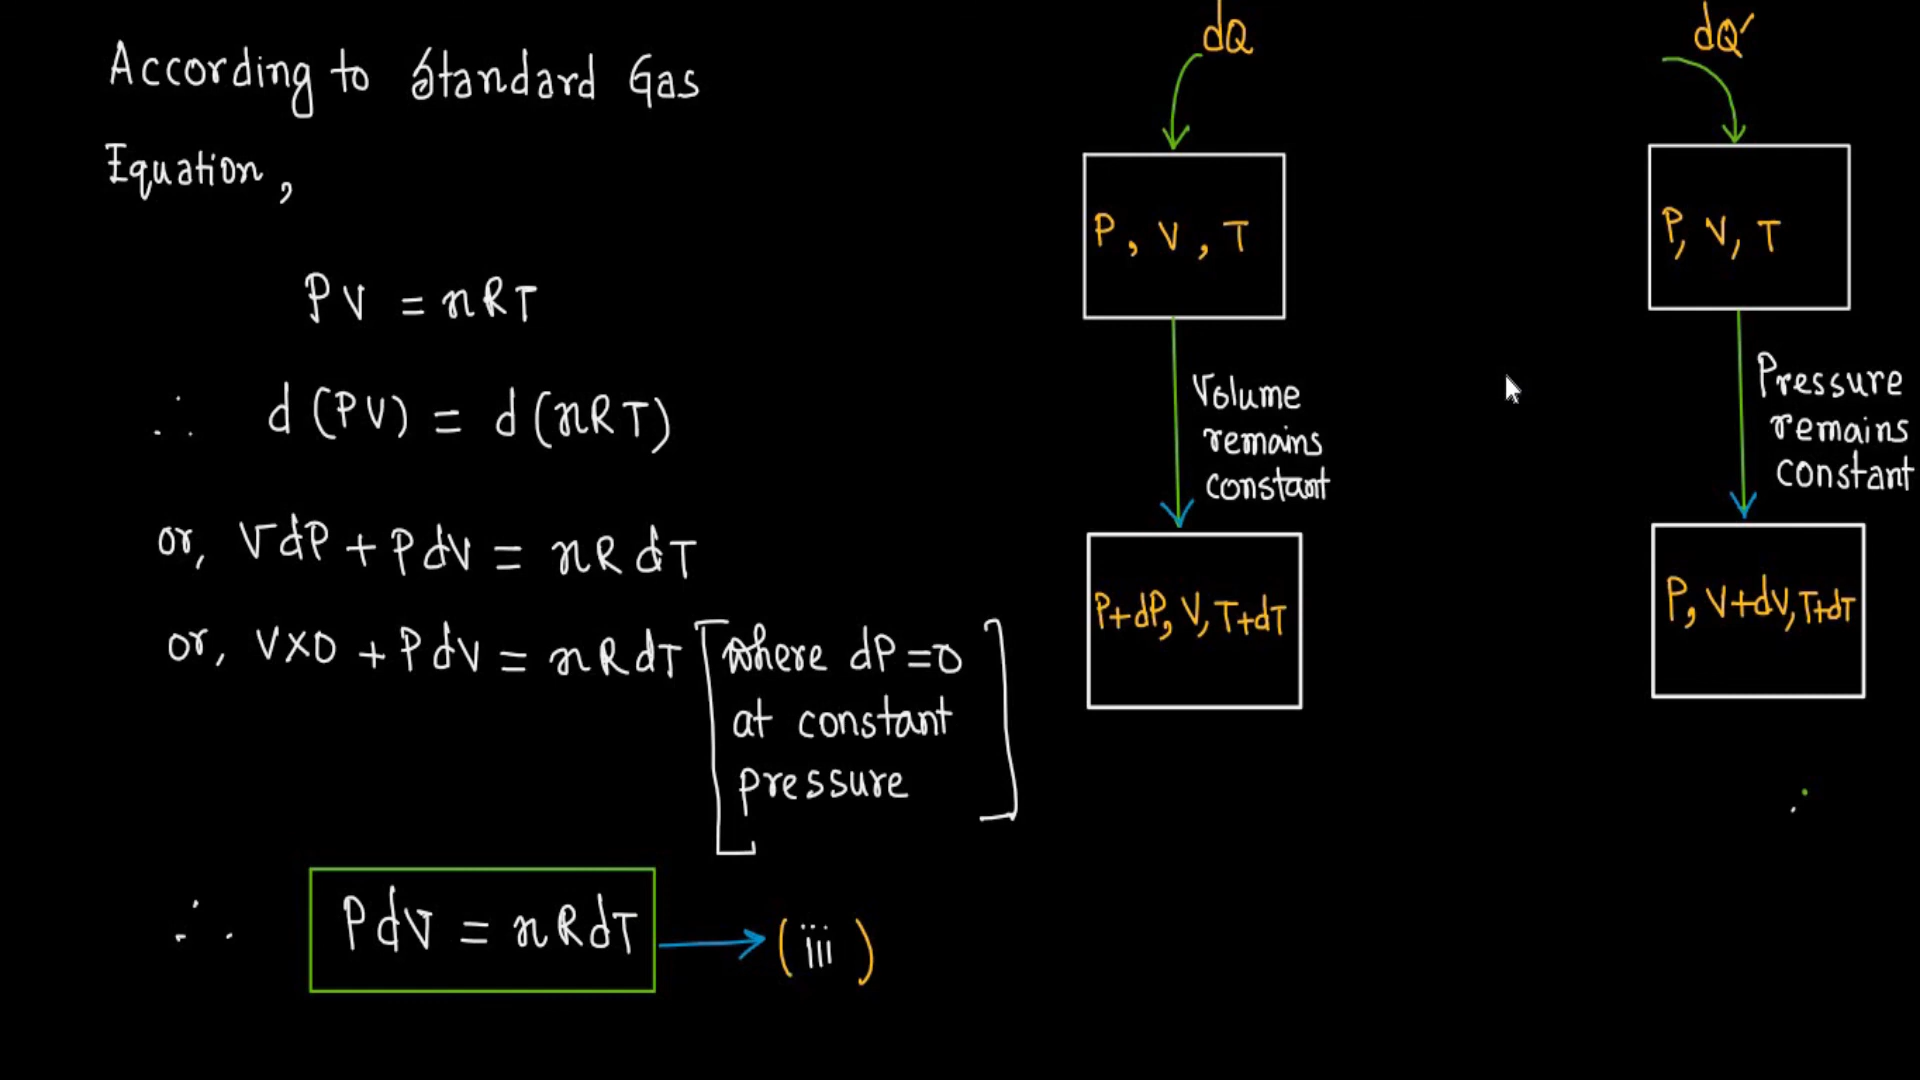 According to Standard Gas
Equation,
PV = nRT
∴ d(PV) = d(nRT)
or, VdP + PdV = nRdT
or, V×0 + PdV = nRdT [where dP=0
at constant
pressure]
∴ PdV = nRdT → (iii)
dQ
P, V, T
Volume
remains
constant
P+dP, V, T+dT
dQ′
P, V, T
Pressure
remains
constant
P, V+dV, T+dT